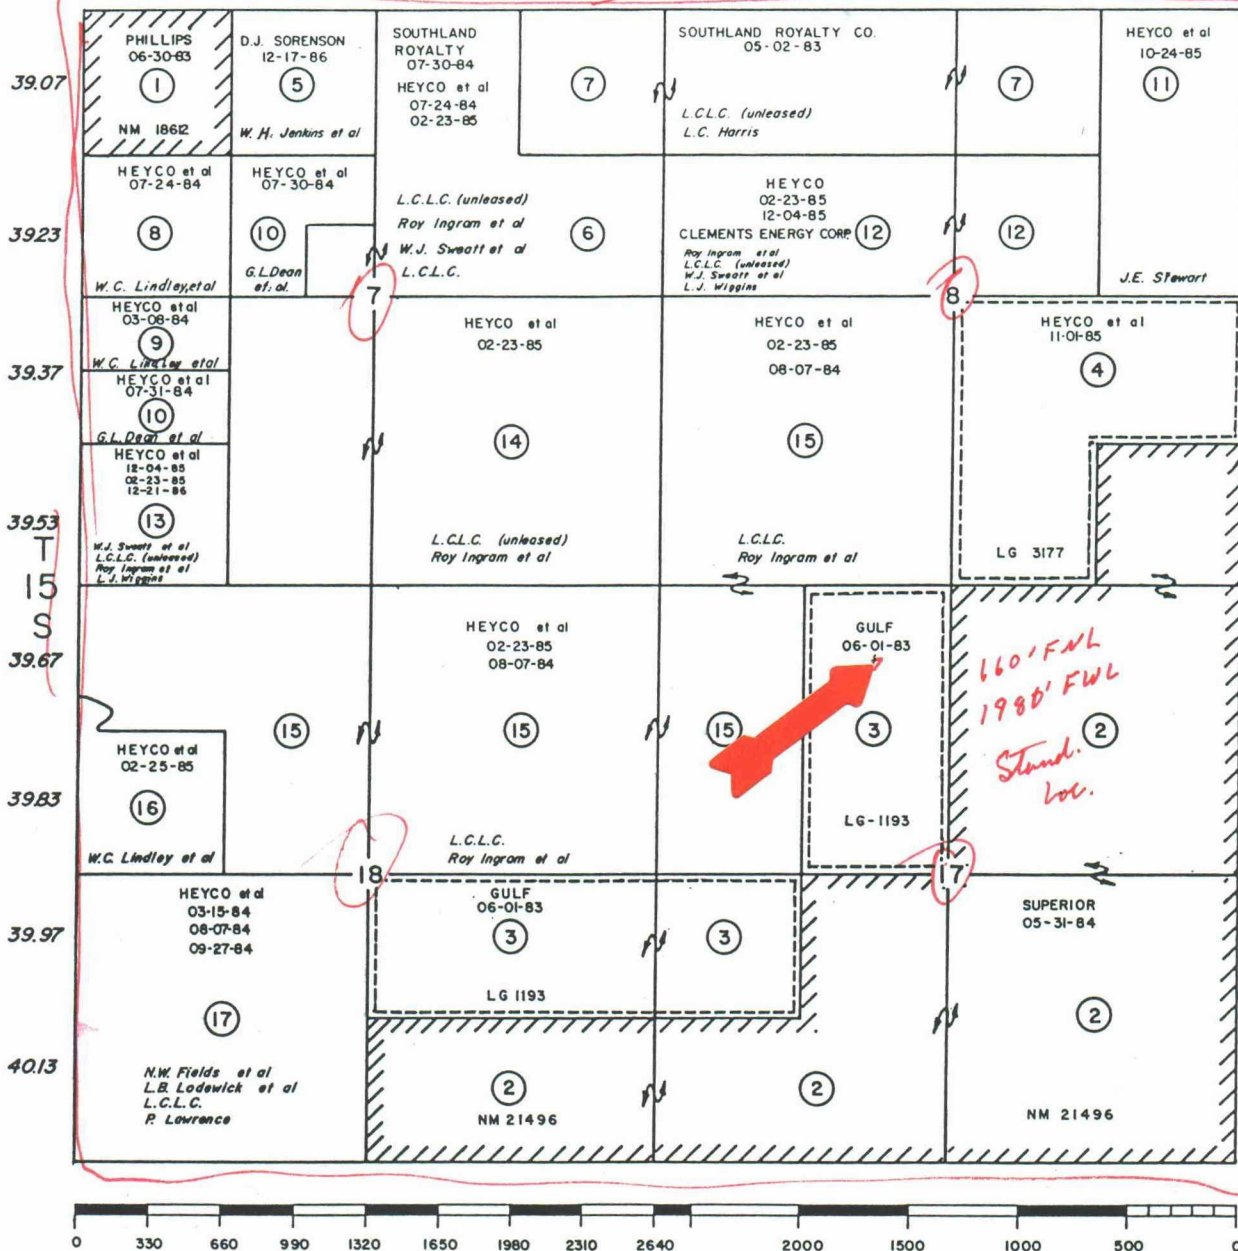 PHILLIPS
06-30-83
1
NM 18612
D.J. SORENSON
12-17-86
5
W. H. Jenkins et al
SOUTHLAND
ROYALTY
07-30-84
HEYCO et al
07-24-84
02-23-85
7
SOUTHLAND ROYALTY CO.
05-02-83
L.C.L.C. (unleased)
L.C. Harris
7
HEYCO et al
10-24-85
11
J.E. Stewart
39.07
HEYCO et al
07-24-84
8
W.C. Lindley, et al
HEYCO et al
07-30-84
10
G.L. Dean
et. al.
L.C.L.C. (unleased)
Roy Ingram et al
W.J. Sweatt et al
L.C.L.C.
6
HEYCO
02-23-85
12-04-85
CLEMENTS ENERGY CORP.
12
Roy Ingram et al
L.C.L.C. (unleased)
W.J. Sweatt et al
L.J. Wiggins
12
39.23
7
8
HEYCO et al
03-08-84
9
W.C. Lindley et al
HEYCO et al
07-31-84
10
G.L. Dean et al
HEYCO et al
12-04-85
02-23-85
12-21-86
13
W.J. Sweatt et al
L.C.L.C. (unleased)
Roy Ingram et al
L.J. Wiggins
39.37
HEYCO et al
02-23-85
14
L.C.L.C. (unleased)
Roy Ingram et al
HEYCO et al
02-23-85
08-07-84
15
L.C.L.C.
Roy Ingram et al
HEYCO et al
11-01-85
4
LG 3177
39.53
T
15
S
39.67
HEYCO et al
02-23-85
08-07-84
15
15
15
L.C.L.C.
Roy Ingram et al
GULF
06-01-83
3
LG-1193
660' FNL
1980' FWL
Stand.
Loc.
2
HEYCO et al
02-25-85
16
W.C. Lindley et al
39.83
18
17
HEYCO et al
03-15-84
08-07-84
09-27-84
17
N.W. Fields et al
L.B. Lodewick et al
L.C.L.C.
P. Lawrence
39.97
GULF
06-01-83
3
3
LG 1193
SUPERIOR
05-31-84
2
NM 21496
40.13
2
NM 21496
2
0 330 660 990 1320 1650 1980 2310 2640 2000 1500 1000 500 0